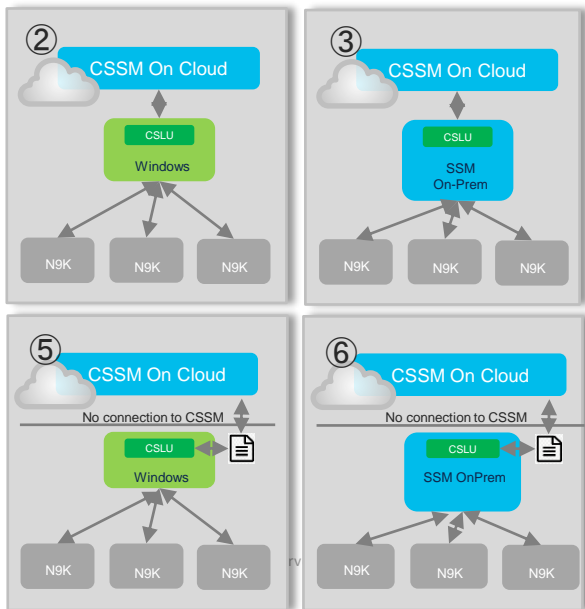 ②
CSSM On Cloud
CSLU
Windows
N9K N9K N9K
③
CSSM On Cloud
CSLU
SSM
On-Prem
N9K N9K N9K
⑤
CSSM On Cloud
No connection to CSSM
CSLU
Windows
N9K N9K N9K
⑥
CSSM On Cloud
No connection to CSSM
CSLU
SSM OnPrem
N9K N9K N9K